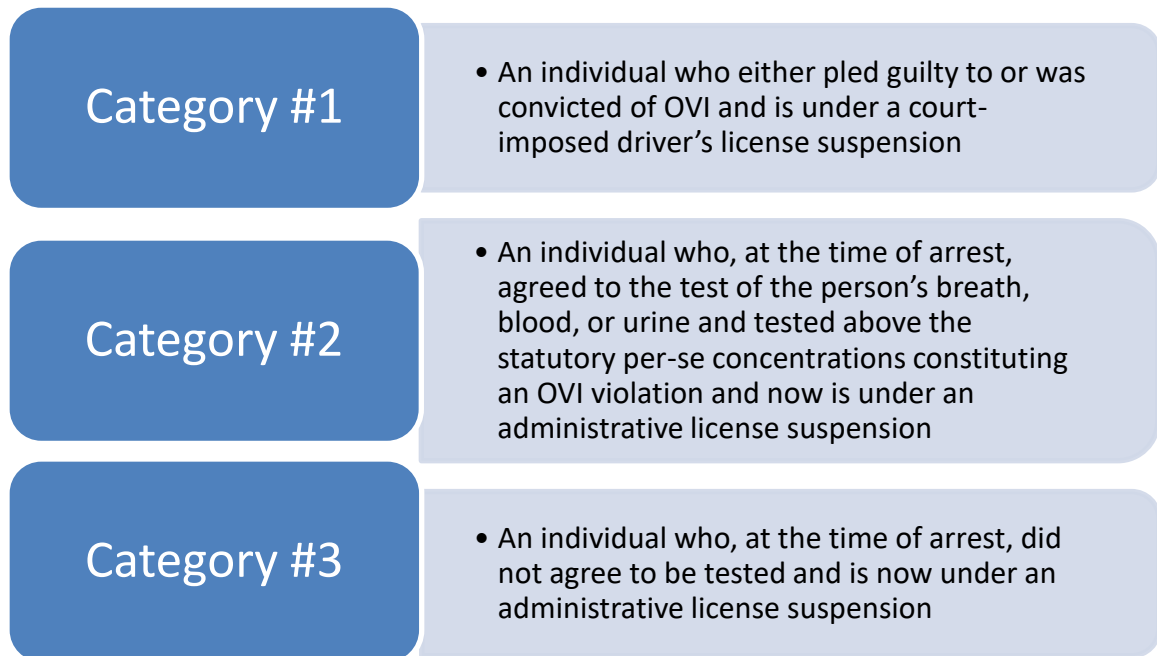 Category #1
• An individual who either pled guilty to or was
convicted of OVI and is under a court-
imposed driver’s license suspension
Category #2
• An individual who, at the time of arrest,
agreed to the test of the person’s breath,
blood, or urine and tested above the
statutory per-se concentrations constituting
an OVI violation and now is under an
administrative license suspension
Category #3
• An individual who, at the time of arrest, did
not agree to be tested and is now under an
administrative license suspension